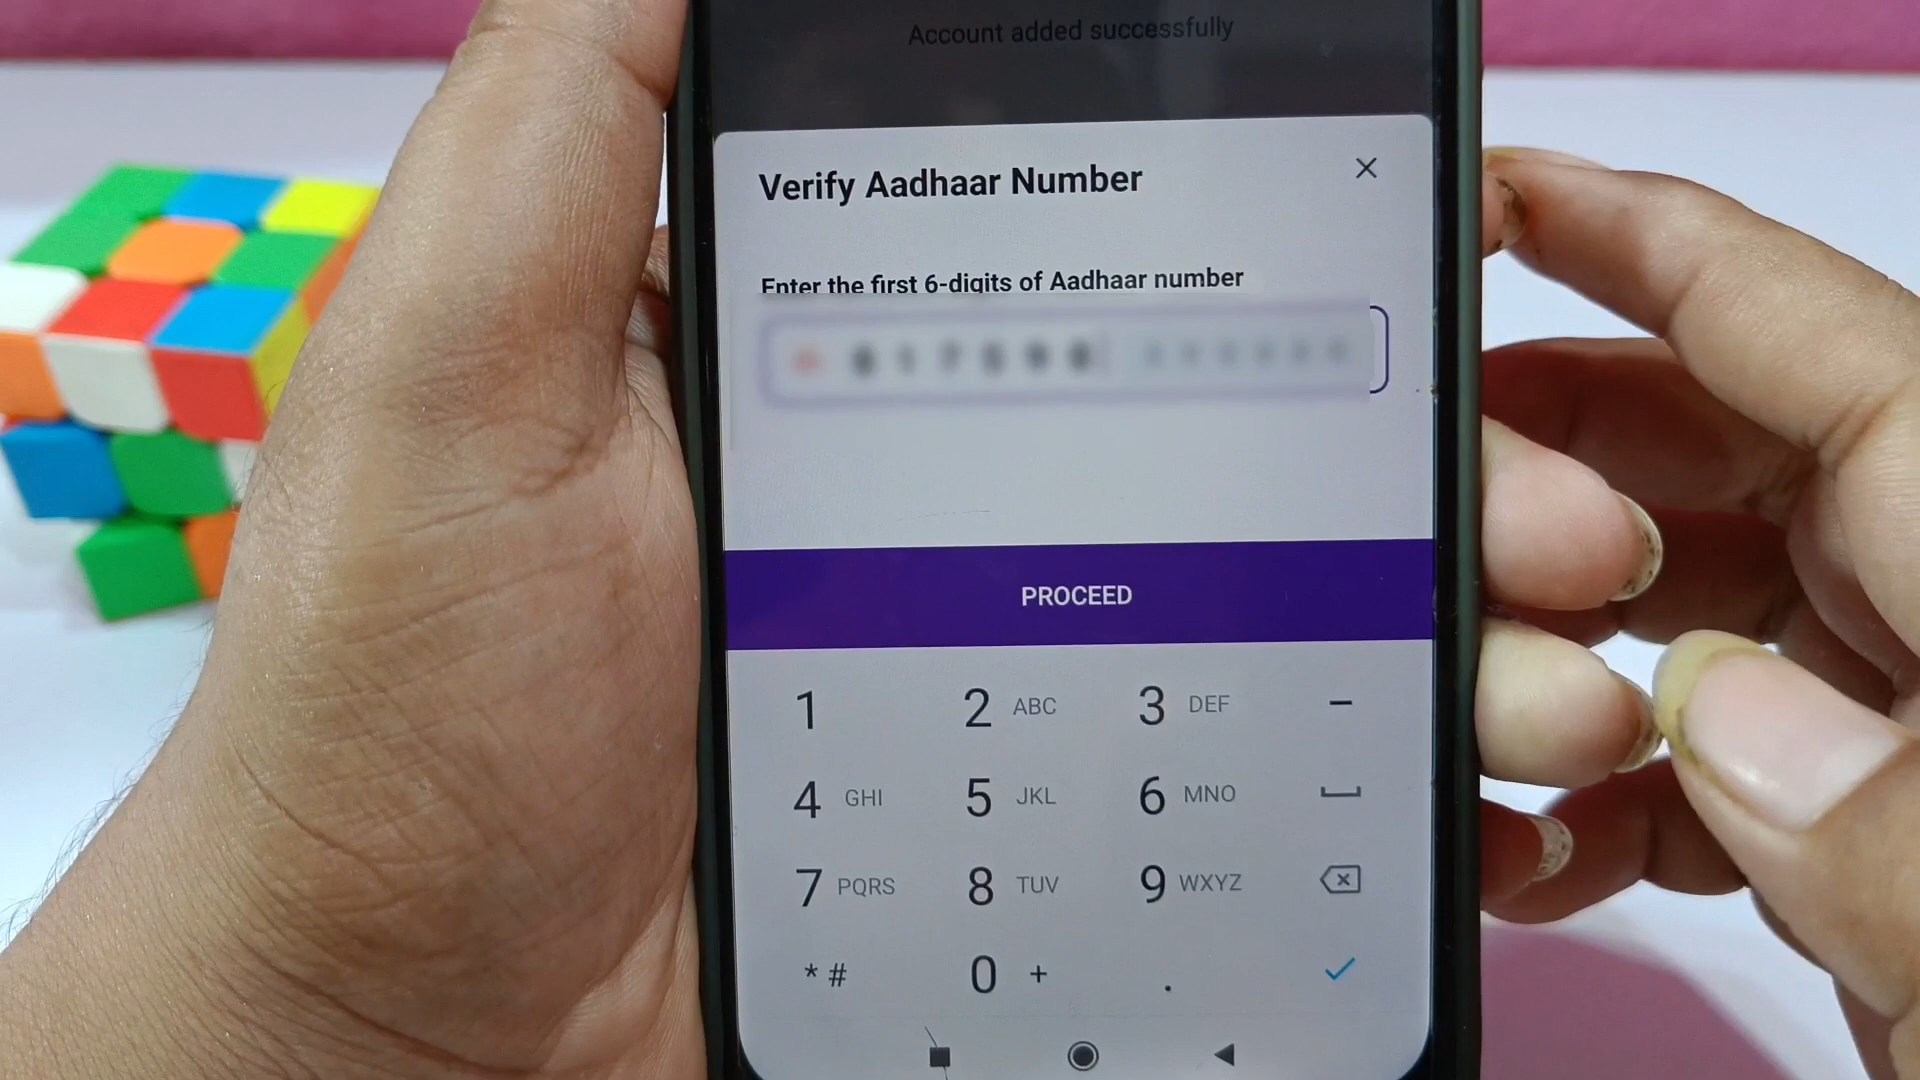 Account added successfully
Verify Aadhaar Number
Enter the first 6-digits of Aadhaar number
PROCEED
1 2 ABC 3 DEF -
4 GHI 5 JKL 6 MNO
7 PQRS 8 TUV 9 WXYZ
* # 0 + .